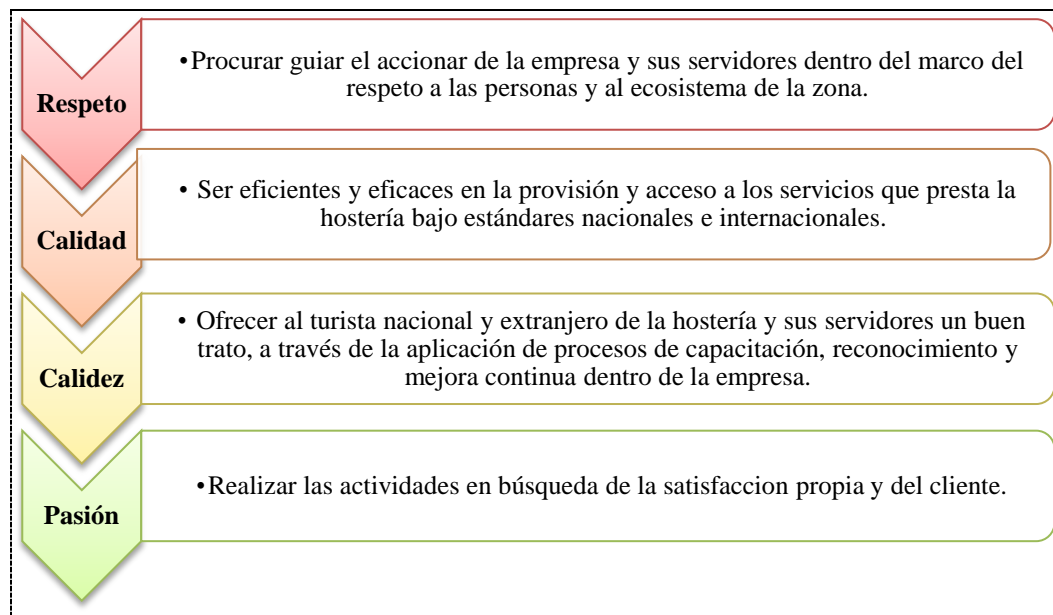 Respeto
•Procurar guiar el accionar de la empresa y sus servidores dentro del marco del
respeto a las personas y al ecosistema de la zona.
Calidad
• Ser eficientes y eficaces en la provisión y acceso a los servicios que presta la
hostería bajo estándares nacionales e internacionales.
Calidez
• Ofrecer al turista nacional y extranjero de la hostería y sus servidores un buen
trato, a través de la aplicación de procesos de capacitación, reconocimiento y
mejora continua dentro de la empresa.
Pasión
•Realizar las actividades en búsqueda de la satisfaccion propia y del cliente.